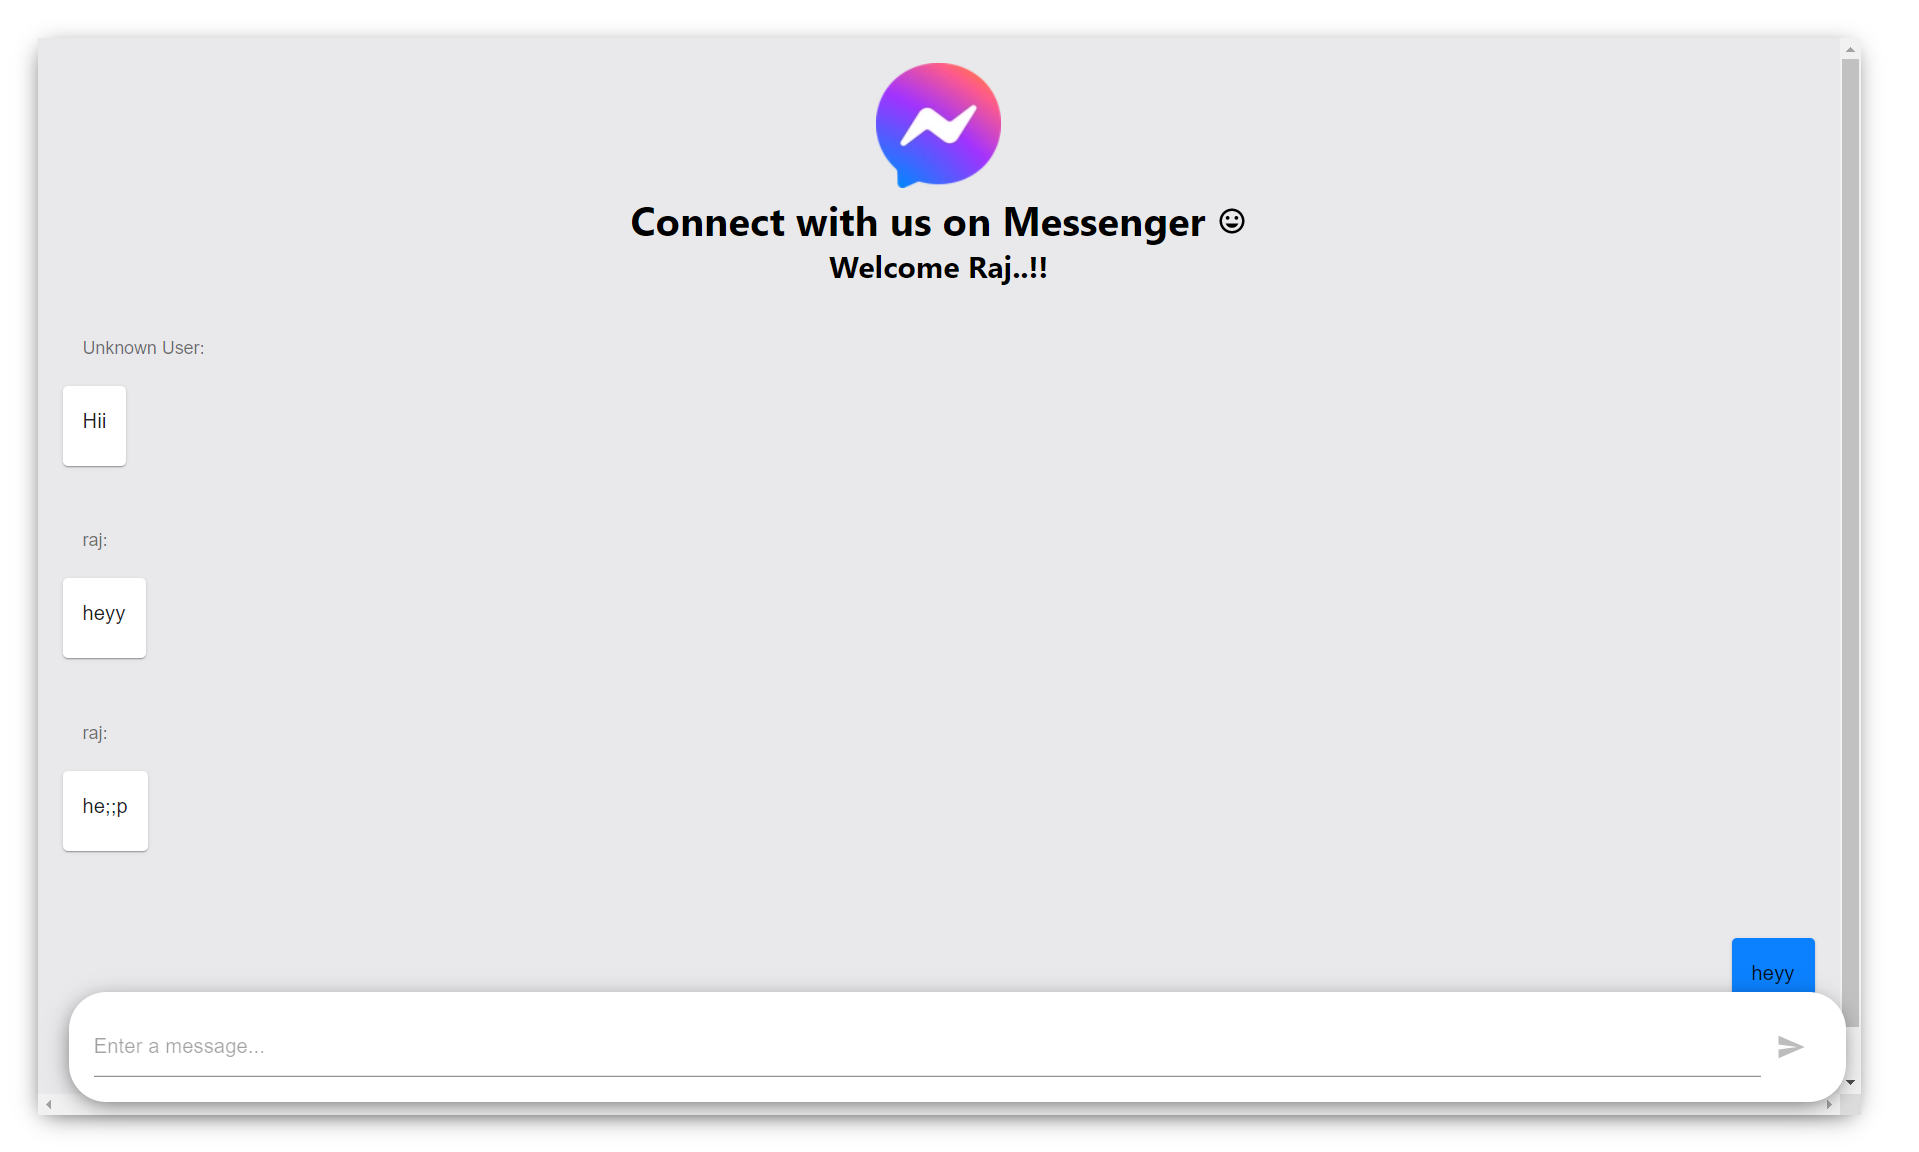 Connect with us on Messenger
Welcome Raj..!!
Unknown User:
Hii
raj:
heyy
raj:
he;;p
heyy
Enter a message...